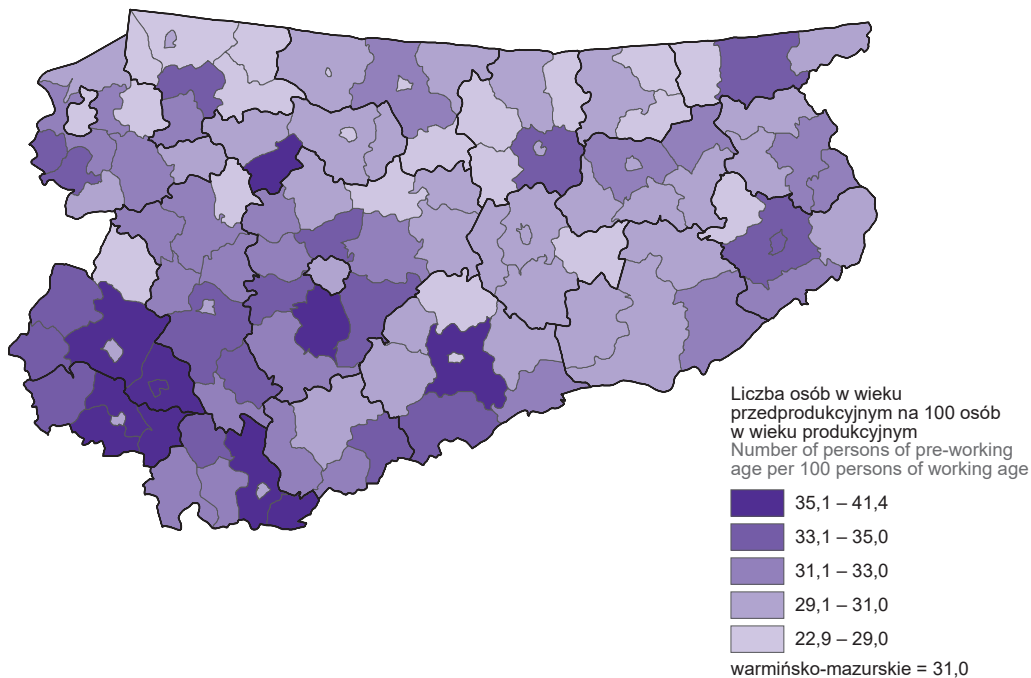 Liczba osób w wieku
przedprodukcyjnym na 100 osób
w wieku produkcyjnym
Number of persons of pre-working
age per 100 persons of working age
35,1 – 41,4
33,1 – 35,0
31,1 – 33,0
29,1 – 31,0
22,9 – 29,0
warmińsko-mazurskie = 31,0